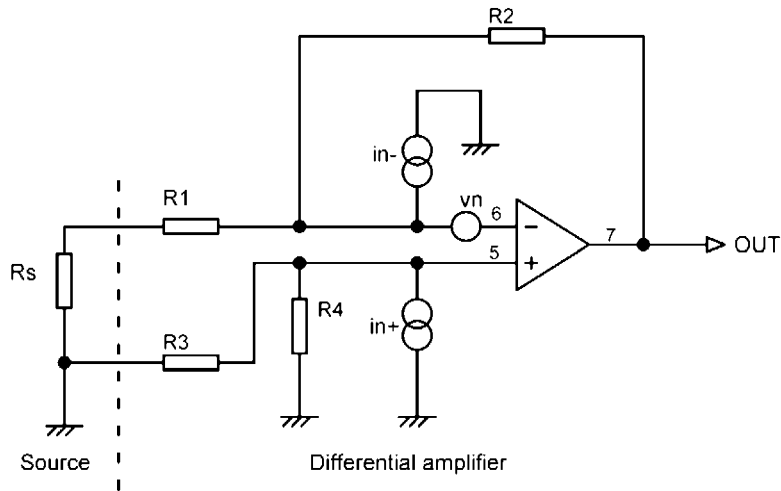 R2
in-
R1
vn
6
7
OUT
5
Rs
R4
in+
R3
Source
Differential amplifier